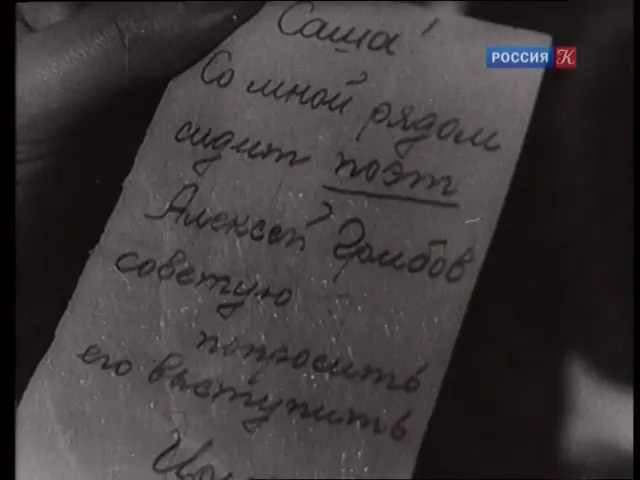 Саша!
РОССИЯ К
Со мной рядом
сидит поэт
Алексей Грибов
советую
попросить
его выступить